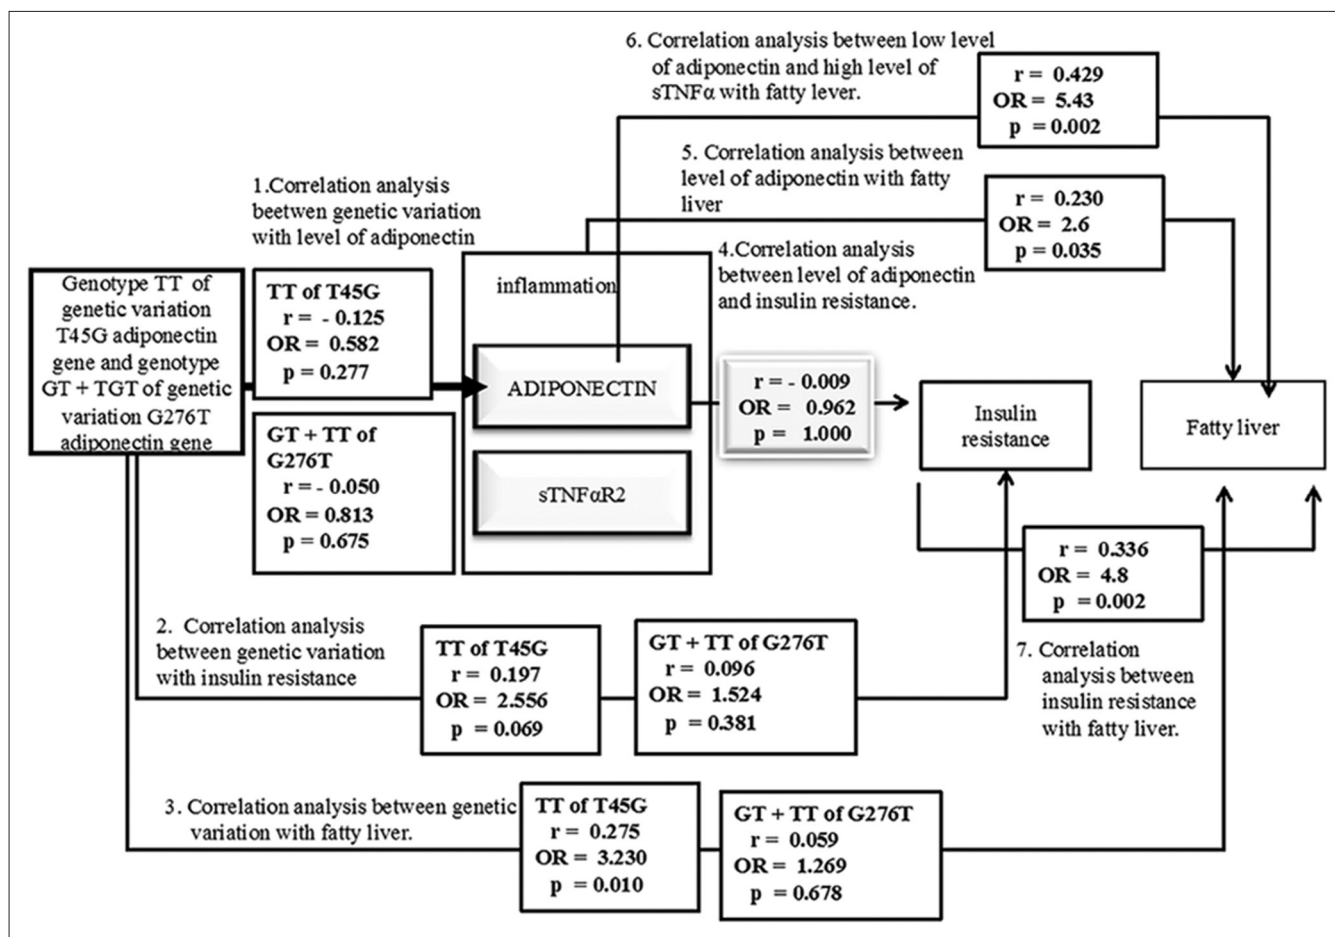 6. Correlation analysis between low level
of adiponectin and high level of
sTNFα with fatty lever.
r = 0.429
OR = 5.43
p = 0.002
5. Correlation analysis between
level of adiponectin with fatty
liver
r = 0.230
OR = 2.6
p = 0.035
1.Correlation analysis
beetwen genetic variation
with level of adiponectin
4.Correlation analysis
between level of adiponectin
and insulin resistance.
Genotype TT of
genetic variation
T45G adiponectin
gene and genotype
GT + TGT of genetic
variation G276T
adiponectin gene
TT of T45G
r = - 0.125
OR = 0.582
p = 0.277
GT + TT of
G276T
r = - 0.050
OR = 0.813
p = 0.675
inflammation
ADIPONECTIN
sTNFαR2
r = - 0.009
OR = 0.962
p = 1.000
Insulin
resistance
Fatty liver
r = 0.336
OR = 4.8
p = 0.002
2. Correlation analysis
between genetic variation
with insulin resistance
TT of T45G
r = 0.197
OR = 2.556
p = 0.069
GT + TT of G276T
r = 0.096
OR = 1.524
p = 0.381
7. Correlation
analysis between
insulin resistance
with fatty liver.
3. Correlation analysis between genetic
variation with fatty liver.
TT of T45G
r = 0.275
OR = 3.230
p = 0.010
GT + TT of G276T
r = 0.059
OR = 1.269
p = 0.678